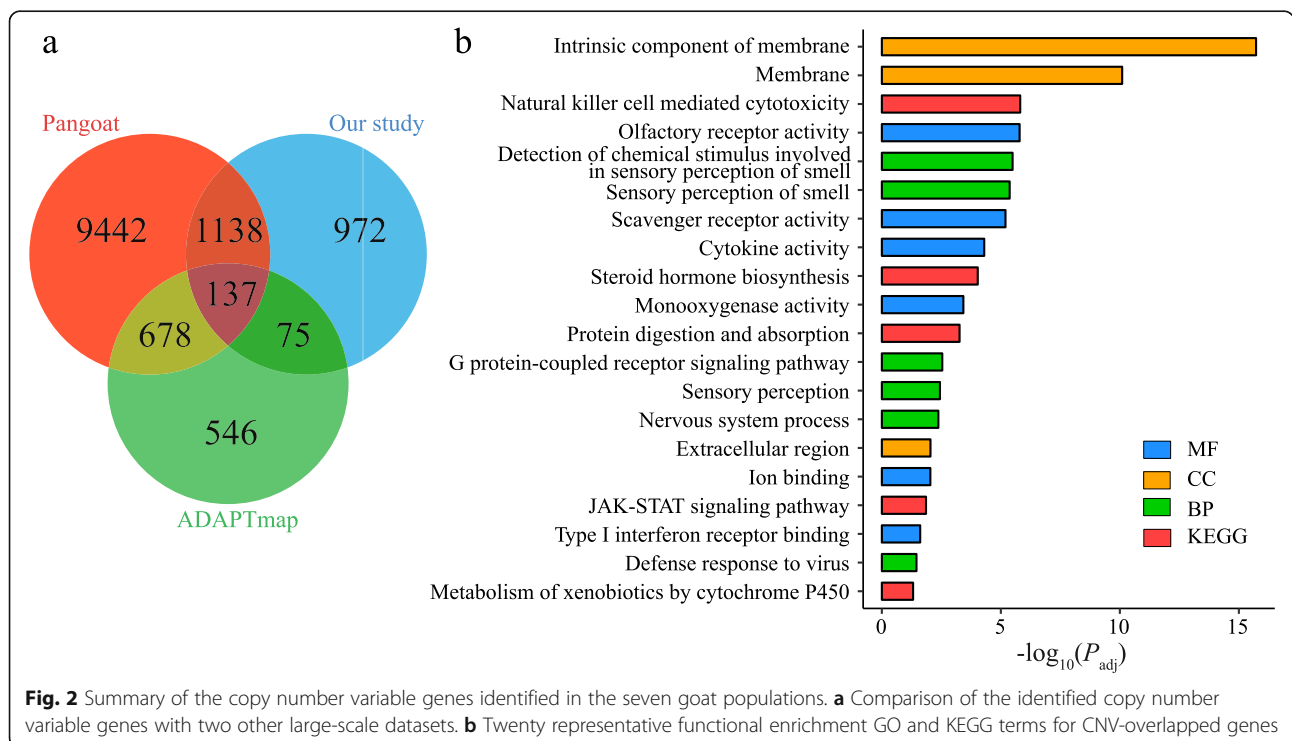 a
Pangoat
Our study
9442
1138
972
137
678
75
546
ADAPTmap
b
Intrinsic component of membrane
Membrane
Natural killer cell mediated cytotoxicity
Olfactory receptor activity
Detection of chemical stimulus involved
in sensory perception of smell
Sensory perception of smell
Scavenger receptor activity
Cytokine activity
Steroid hormone biosynthesis
Monooxygenase activity
Protein digestion and absorption
G protein-coupled receptor signaling pathway
Sensory perception
Nervous system process
Extracellular region
Ion binding
JAK-STAT signaling pathway
Type I interferon receptor binding
Defense response to virus
Metabolism of xenobiotics by cytochrome P450
MF
CC
BP
KEGG
0 5 10 15
-log10(Padj)
Fig. 2 Summary of the copy number variable genes identified in the seven goat populations. a Comparison of the identified copy number
variable genes with two other large-scale datasets. b Twenty representative functional enrichment GO and KEGG terms for CNV-overlapped genes